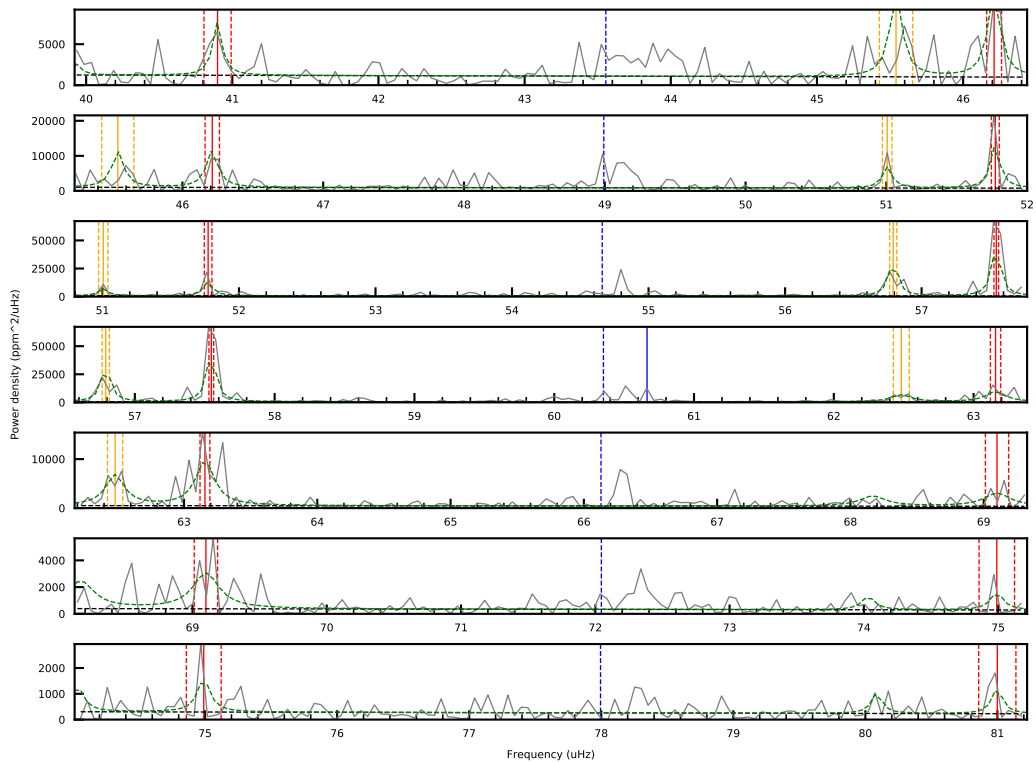 5000
0
40 41 42 43 44 45 46
20000
10000
0
46 47 48 49 50 51 52
50000
25000
0
51 52 53 54 55 56 57
50000
25000
0
57 58 59 60 61 62 63
Power density (ppm^2/uHz)
10000
0
63 64 65 66 67 68 69
4000
2000
0
69 70 71 72 73 74 75
2000
1000
0
75 76 77 78 79 80 81
Frequency (uHz)